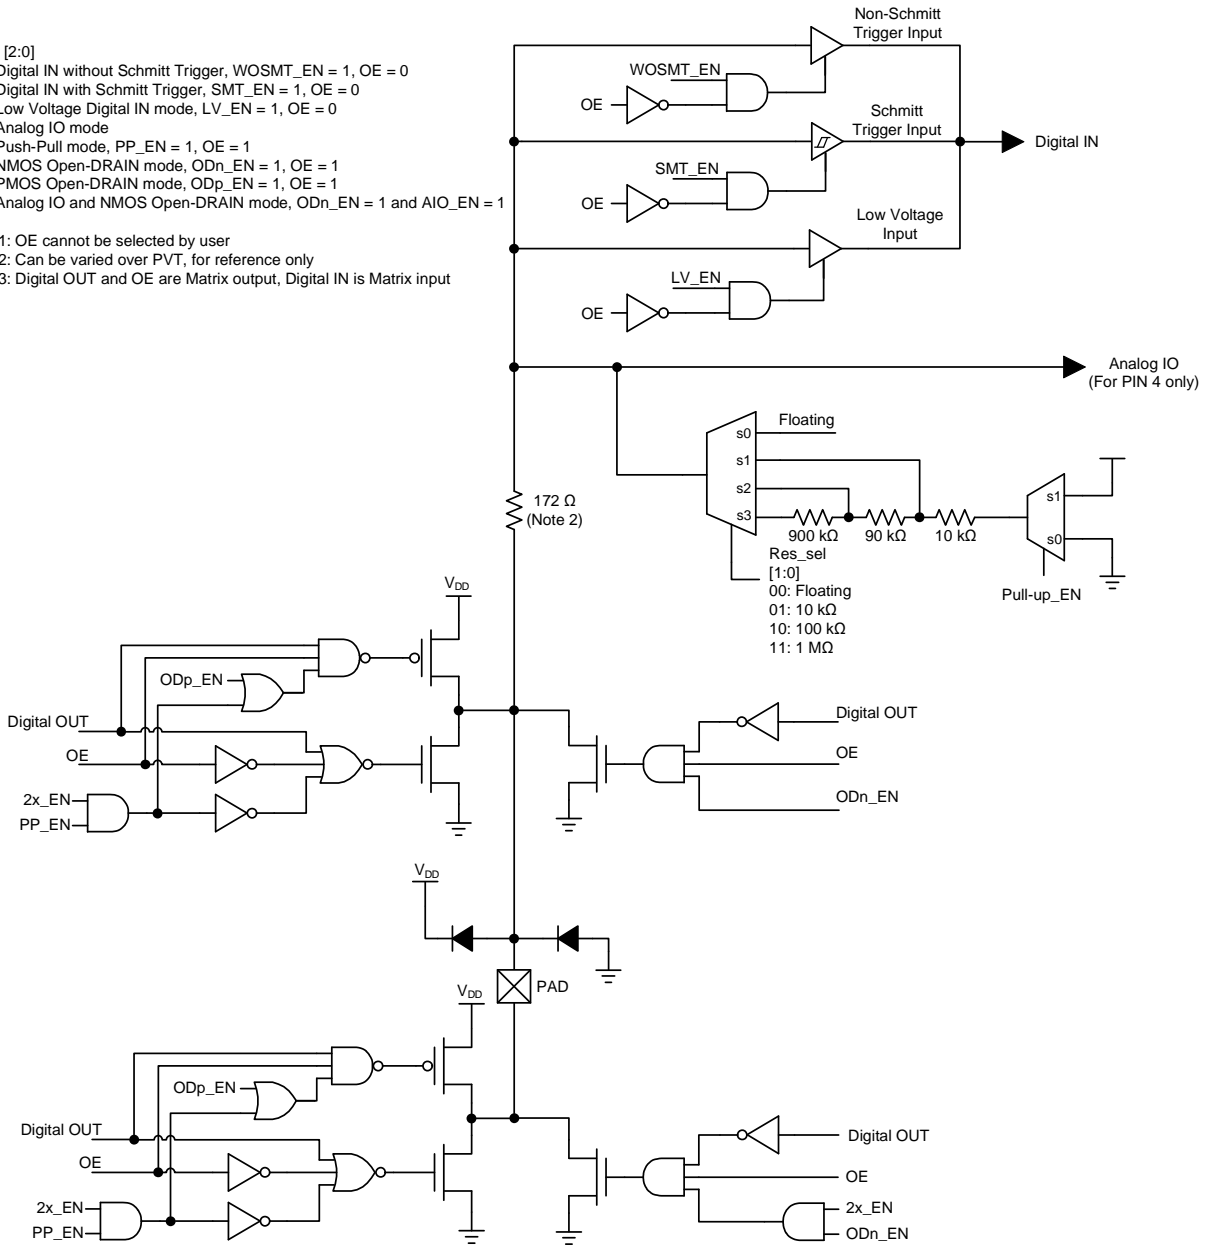 Non-Schmitt
Trigger Input
[2:0]
Digital IN without Schmitt Trigger, WOSMT_EN = 1, OE = 0
Digital IN with Schmitt Trigger, SMT_EN = 1, OE = 0
Low Voltage Digital IN mode, LV_EN = 1, OE = 0
Analog IO mode
Push-Pull mode, PP_EN = 1, OE = 1
NMOS Open-DRAIN mode, ODn_EN = 1, OE = 1
PMOS Open-DRAIN mode, ODp_EN = 1, OE = 1
Analog IO and NMOS Open-DRAIN mode, ODn_EN = 1 and AIO_EN = 1
1: OE cannot be selected by user
2: Can be varied over PVT, for reference only
3: Digital OUT and OE are Matrix output, Digital IN is Matrix input
WOSMT_EN
OE
Schmitt
Trigger Input
Digital IN
SMT_EN
OE
Low Voltage
Input
LV_EN
OE
Analog IO
(For PIN 4 only)
Floating
s0
s1
s2
s3
900 kΩ
90 kΩ
10 kΩ
s1
s0
Pull-up_EN
Res_sel
[1:0]
00: Floating
01: 10 kΩ
10: 100 kΩ
11: 1 MΩ
172 Ω
(Note 2)
VDD
ODp_EN
Digital OUT
OE
2x_EN
PP_EN
Digital OUT
OE
ODn_EN
VDD
PAD
VDD
ODp_EN
Digital OUT
OE
2x_EN
PP_EN
Digital OUT
OE
2x_EN
ODn_EN